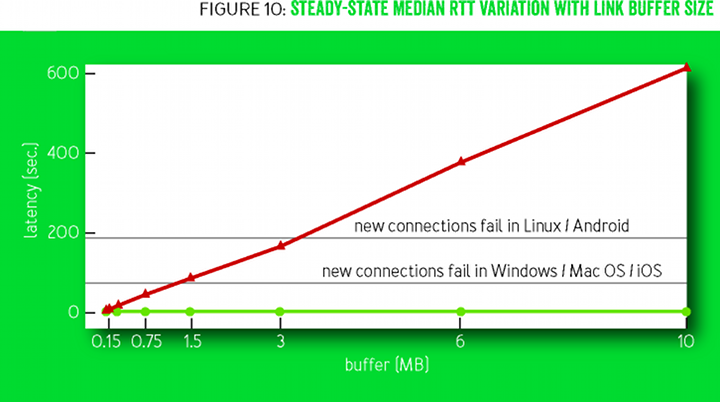 FIGURE 10: STEADY-STATE MEDIAN RTT VARIATION WITH LINK BUFFER SIZE
600
400
latency (sec.)
new connections fail in Linux / Android
200
new connections fail in Windows / Mac OS / iOS
0
0.15 0.75 1.5 3 6 10
buffer (MB)